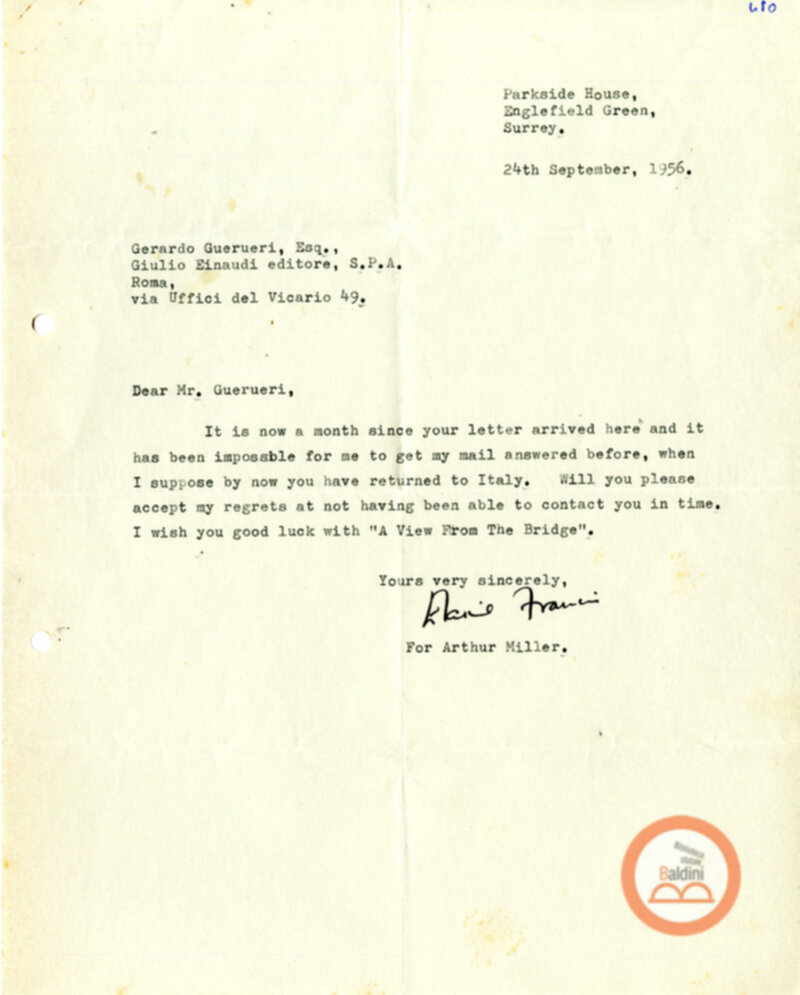 680
Parkside House,
Englefield Green,
Surrey.
24th September, 1956.
Gerardo Guerueri, Esq.,
Giulio Einaudi editore, S.P.A.
Roma,
via Uffici del Vicario 49.
Dear Mr. Guerueri,
It is now a month since your letter arrived here and it
has been impossble for me to get my mail answered before, when
I suppose by now you have returned to Italy. Will you please
accept my regrets at not having been able to contact you in time.
I wish you good luck with "A View From The Bridge".
Yours very sincerely,
For Arthur Miller.
Biblioteca
statale
Baldini